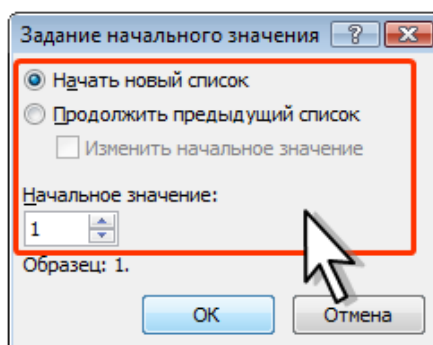 Задание начального значения
Начать новый список
Продолжить предыдущий список
Изменить начальное значение
Начальное значение:
1
Образец: 1.
ОК Отмена